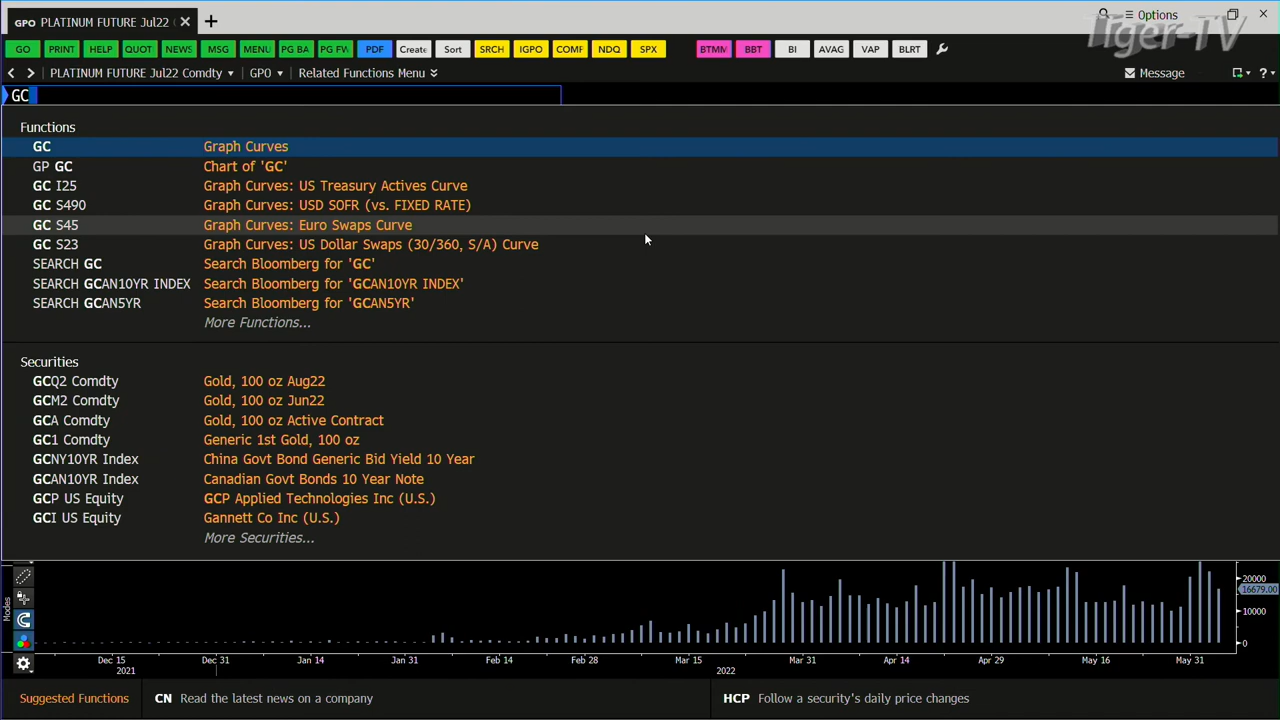 GPO PLATINUM FUTURE Jul22 (
Options
Tiger-TV
GO PRINT HELP QUOT NEWS MSG MENU PG BA PG FW PDF Create Sort SRCH IGPO COMP NDQ SPX BTMM BBT BI AVAG VAP BLRT
PLATINUM FUTURE Jul22 Comdty GPO Related Functions Menu Message ?
GC
Functions
GC Graph Curves
GP GC Chart of 'GC'
GC I25 Graph Curves: US Treasury Actives Curve
GC S490 Graph Curves: USD SOFR (vs. FIXED RATE)
GC S45 Graph Curves: Euro Swaps Curve
GC S23 Graph Curves: US Dollar Swaps (30/360, S/A) Curve
SEARCH GC Search Bloomberg for 'GC'
SEARCH GCAN10YR INDEX Search Bloomberg for 'GCAN10YR INDEX'
SEARCH GCAN5YR Search Bloomberg for 'GCAN5YR'
More Functions...
Securities
GCQ2 Comdty Gold, 100 oz Aug22
GCM2 Comdty Gold, 100 oz Jun22
GCA Comdty Gold, 100 oz Active Contract
GC1 Comdty Generic 1st Gold, 100 oz
GCNY10YR Index China Govt Bond Generic Bid Yield 10 Year
GCAN10YR Index Canadian Govt Bonds 10 Year Note
GCP US Equity GCP Applied Technologies Inc (U.S.)
GCI US Equity Gannett Co Inc (U.S.)
More Securities...
Modes
20000
16679.00
10000
0
Dec 15 Dec 31 Jan 14 Jan 31 Feb 14 Feb 28 Mar 15 Mar 31 Apr 14 Apr 29 May 16 May 31
2021 2022
Suggested Functions CN Read the latest news on a company HCP Follow a security's daily price changes